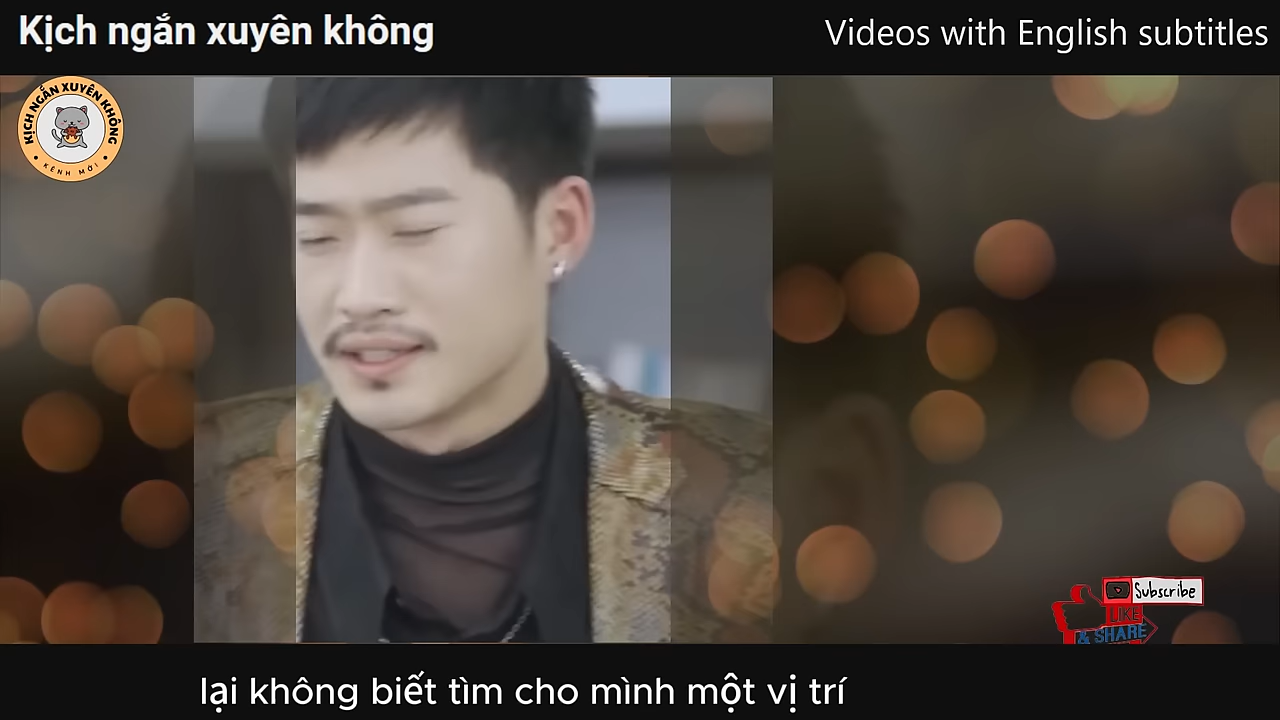 Kịch ngắn xuyên không
Videos with English subtitles
KỊCH NGẮN XUYÊN KHÔNG
KÊNH MỚI
Subscribe
LIKE
& SHARE
lại không biết tìm cho mình một vị trí